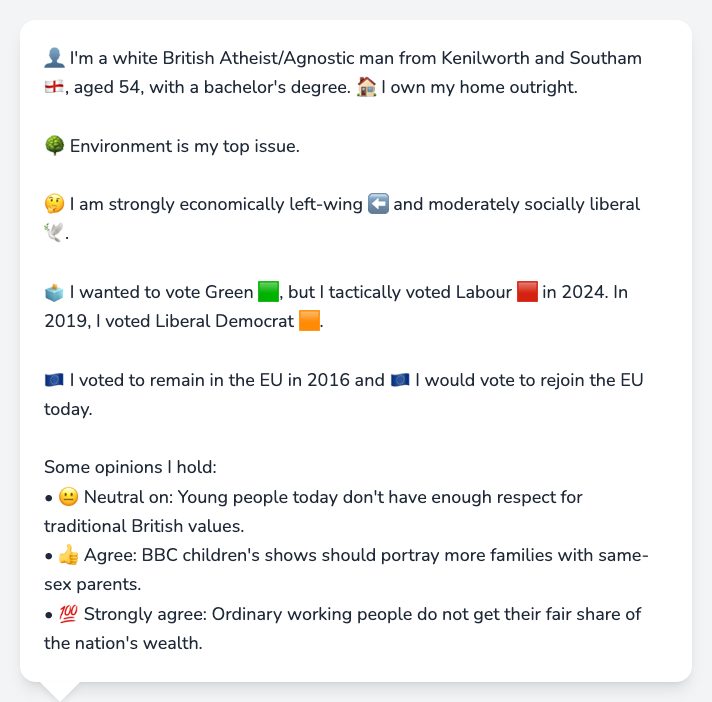 👤 I'm a white British Atheist/Agnostic man from Kenilworth and Southam
🏴󠁧󠁢󠁥󠁮󠁧󠁿, aged 54, with a bachelor's degree. 🏠 I own my home outright.
🌳 Environment is my top issue.
🤔 I am strongly economically left-wing ⬅️ and moderately socially liberal
🕊️.
🗳️ I wanted to vote Green 🟩, but I tactically voted Labour 🟥 in 2024. In
2019, I voted Liberal Democrat 🟧.
🇪🇺 I voted to remain in the EU in 2016 and 🇪🇺 I would vote to rejoin the EU
today.
Some opinions I hold:
• 😐 Neutral on: Young people today don't have enough respect for
traditional British values.
• 👍 Agree: BBC children's shows should portray more families with same-
sex parents.
• 💯 Strongly agree: Ordinary working people do not get their fair share of
the nation's wealth.